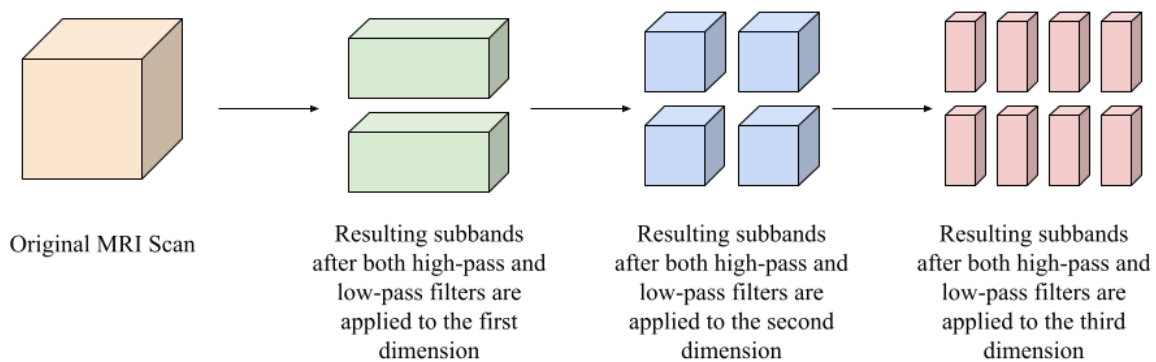 Original MRI Scan
Resulting subbands
after both high-pass and
low-pass filters are
applied to the first
dimension
Resulting subbands
after both high-pass and
low-pass filters are
applied to the second
dimension
Resulting subbands
after both high-pass and
low-pass filters are
applied to the third
dimension